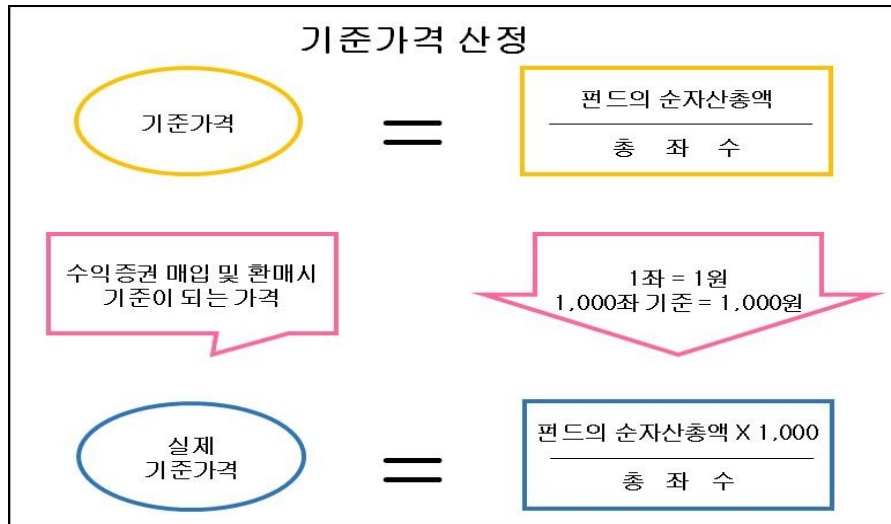 기준가격 산정
기준가격
=
펀드의 순자산총액
총 좌 수
수익증권 매입 및 환매시
기준이 되는 가격
1좌 = 1원
1,000좌 기준 = 1,000원
실제
기준가격
=
펀드의 순자산총액 X 1,000
총 좌 수